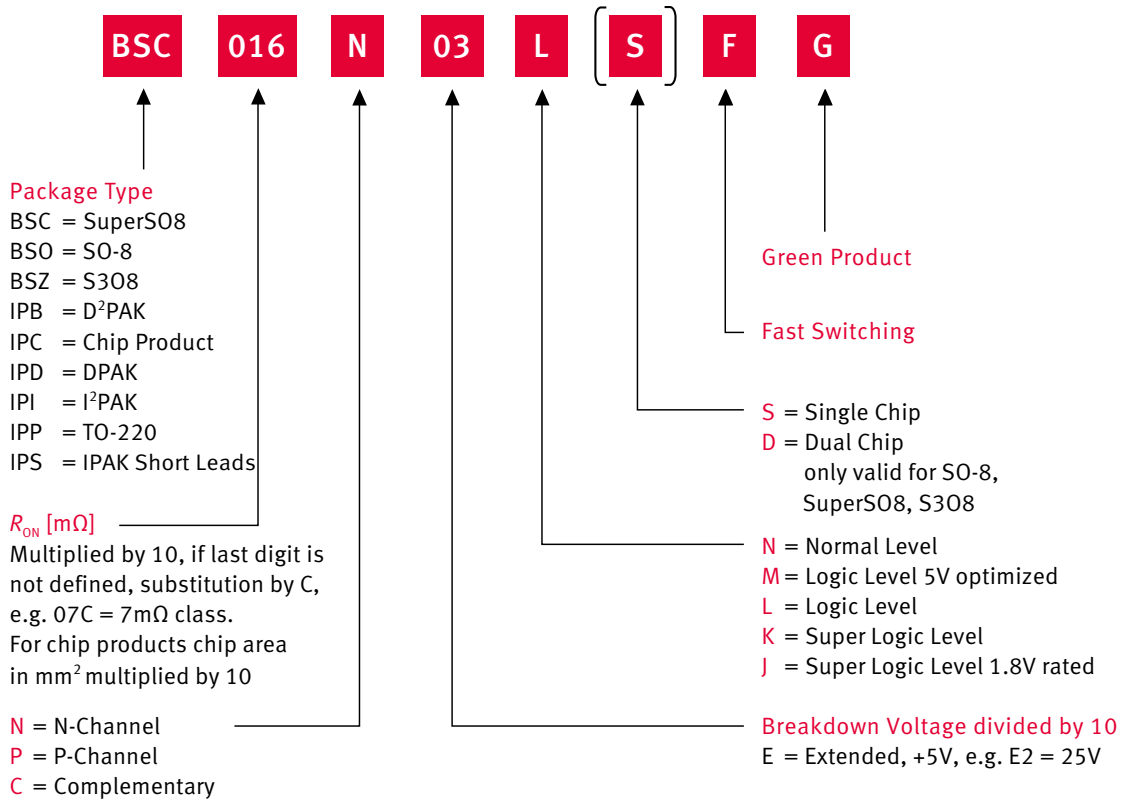 BSC 016 N 03 L (S) F G
Package Type
BSC = SuperSO8
BSO = SO-8
BSZ = S3O8
IPB = D²PAK
IPC = Chip Product
IPD = DPAK
IPI = I²PAK
IPP = TO-220
IPS = IPAK Short Leads
R_ON [mΩ]
Multiplied by 10, if last digit is
not defined, substitution by C,
e.g. 07C = 7mΩ class.
For chip products chip area
in mm² multiplied by 10
N = N-Channel
P = P-Channel
C = Complementary
Green Product
Fast Switching
S = Single Chip
D = Dual Chip
only valid for SO-8,
SuperSO8, S3O8
N = Normal Level
M = Logic Level 5V optimized
L = Logic Level
K = Super Logic Level
J = Super Logic Level 1.8V rated
Breakdown Voltage divided by 10
E = Extended, +5V, e.g. E2 = 25V